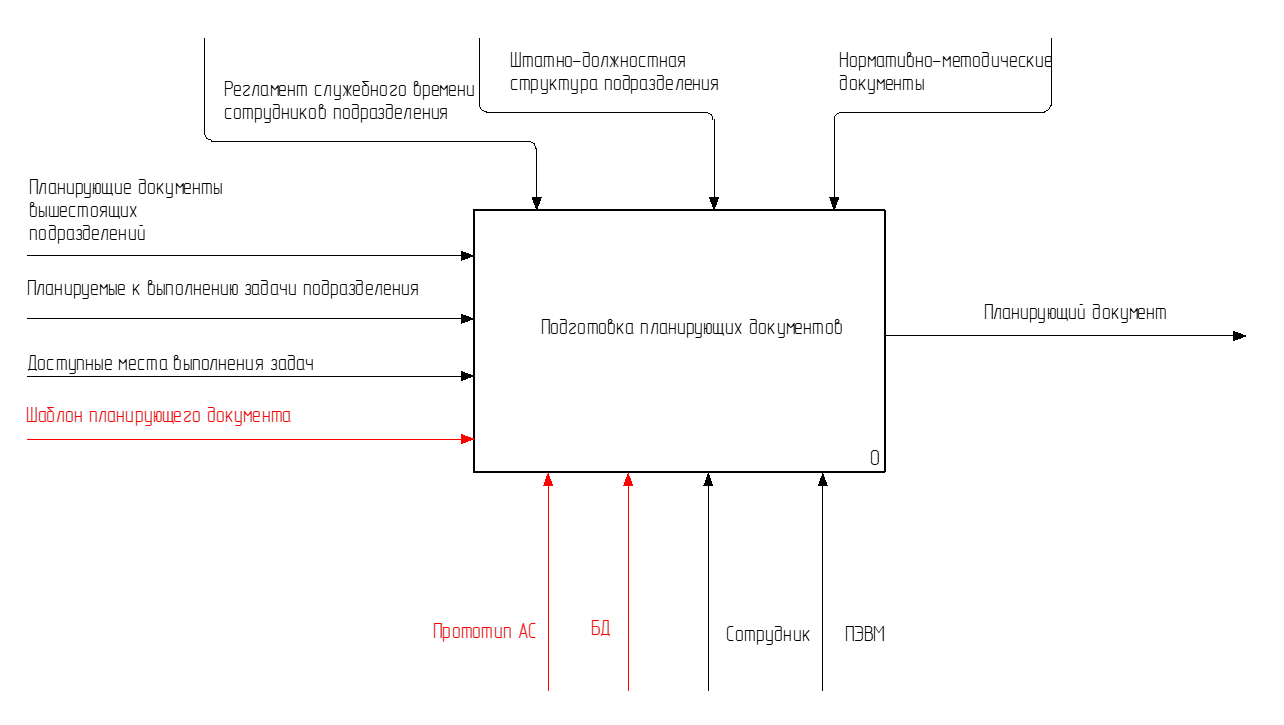 Штатно-должностная
структура подразделения
Нормативно-методические
документы
Регламент служебного времени
сотрудников подразделения
Планирующие документы
вышестоящих
подразделений
Планируемые к выполнению задачи подразделения
Доступные места выполнения задач
Шаблон планирующего документа
Подготовка планирующих документов
0
Планирующий документ
Прототип АС
БД
Сотрудник
ПЭВМ